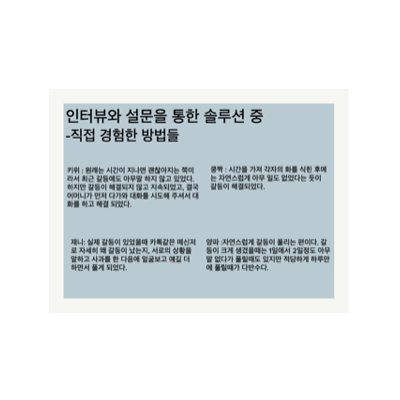 인터뷰와 설문을 통한 솔루션 중
-직접 경험한 방법들
키위 : 원래는 시간이 지나면 괜찮아지는 쪽이
라서 최근 갈등에도 아무말 하지 않고 있었다.
하지만 갈등이 해결되지 않고 지속되었고, 결국
어머니가 먼저 다가와 대화를 시도해 주셔서 대
화를 하고 해결 되었다.
쿵짝 : 시간을 가져 각자의 화를 식힌 후에
는 자연스럽게 아무 일도 없었다는 듯이
갈등이 해결되었다.
재니: 실제 갈등이 있었을때 카톡같은 메신저
로 자세히 왜 갈등이 났는지, 서로의 상황을
말하고 사과를 한 다음에 얼굴보고 얘길 더
하면서 풀게 되었다.
양파 :자연스럽게 갈등이 풀리는 편이다. 갈
등이 크게 생겼을때는 1일에서 2일정도 아무
말 없다가 풀릴때도 있지만 적당하게 하루만
에 풀릴때가 다반수다.